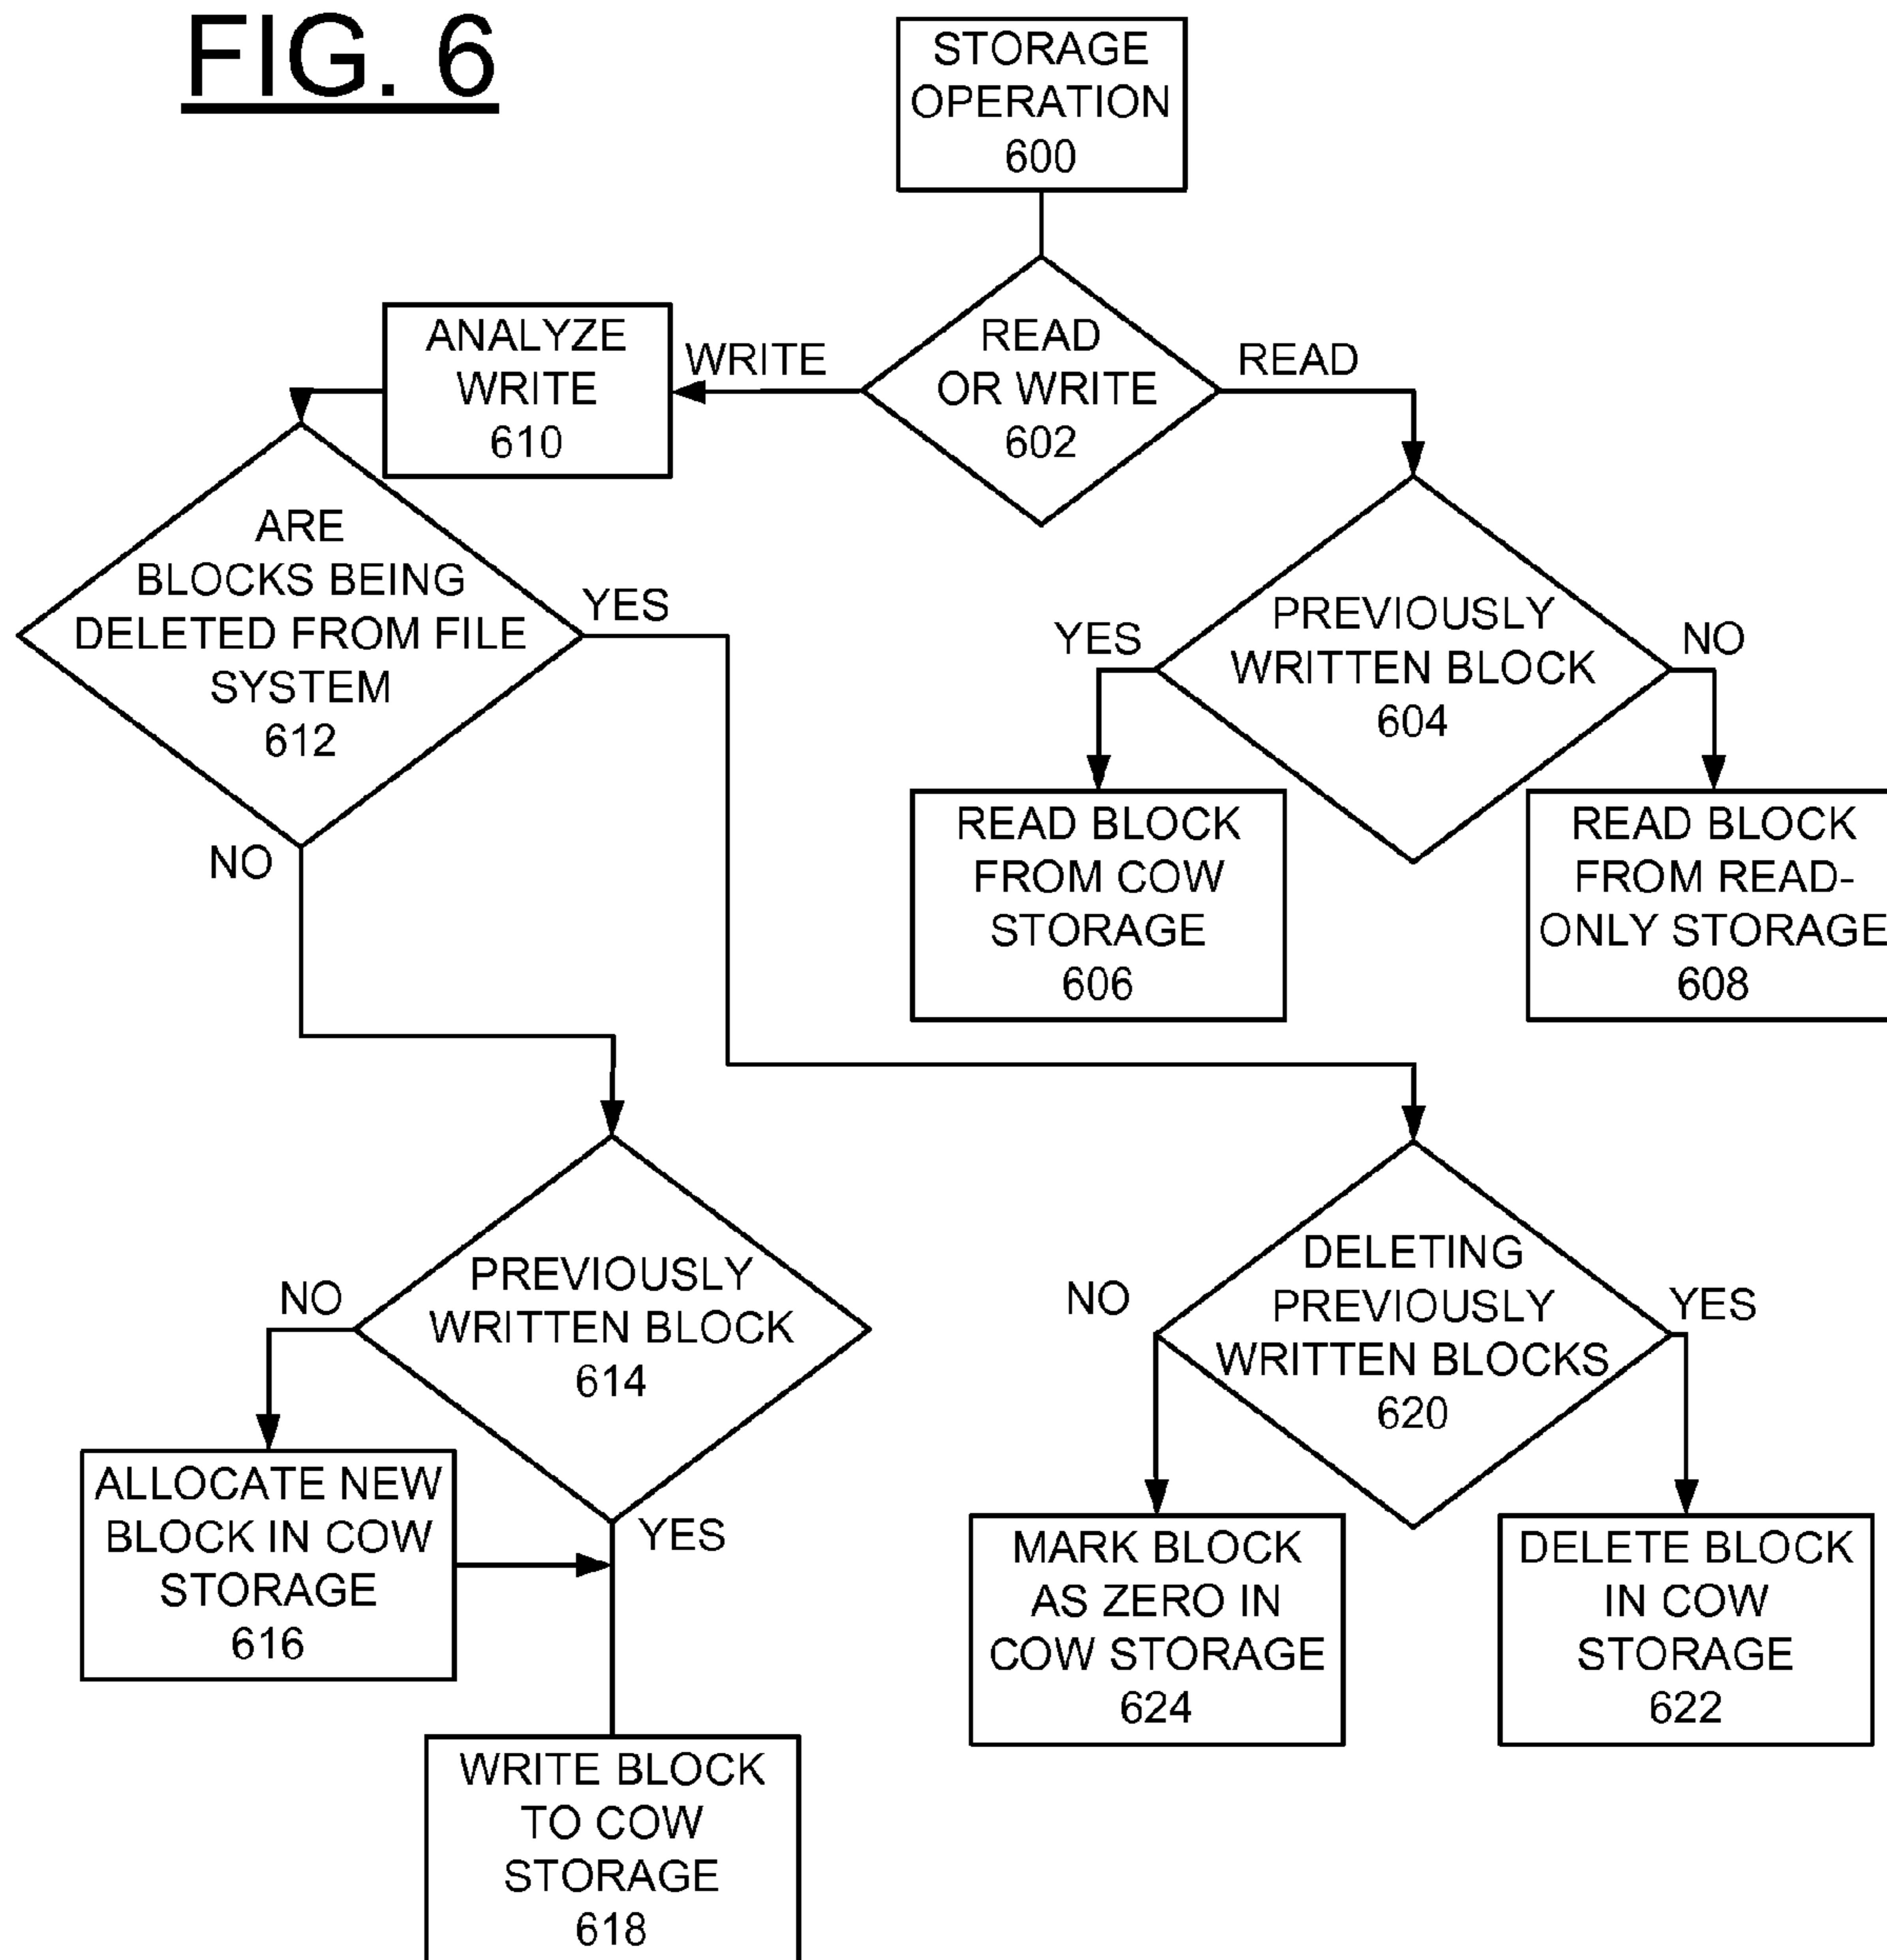 FIG. 6
STORAGE
OPERATION
600
READ
OR WRITE
602
WRITE
READ
ANALYZE
WRITE
610
ARE
BLOCKS BEING
DELETED FROM FILE
SYSTEM
612
YES
NO
PREVIOUSLY
WRITTEN BLOCK
604
YES
NO
READ BLOCK
FROM COW
STORAGE
606
READ BLOCK
FROM READ-
ONLY STORAGE
608
PREVIOUSLY
WRITTEN BLOCK
614
NO
YES
ALLOCATE NEW
BLOCK IN COW
STORAGE
616
WRITE BLOCK
TO COW
STORAGE
618
DELETING
PREVIOUSLY
WRITTEN BLOCKS
620
NO
YES
MARK BLOCK
AS ZERO IN
COW STORAGE
624
DELETE BLOCK
IN COW
STORAGE
622